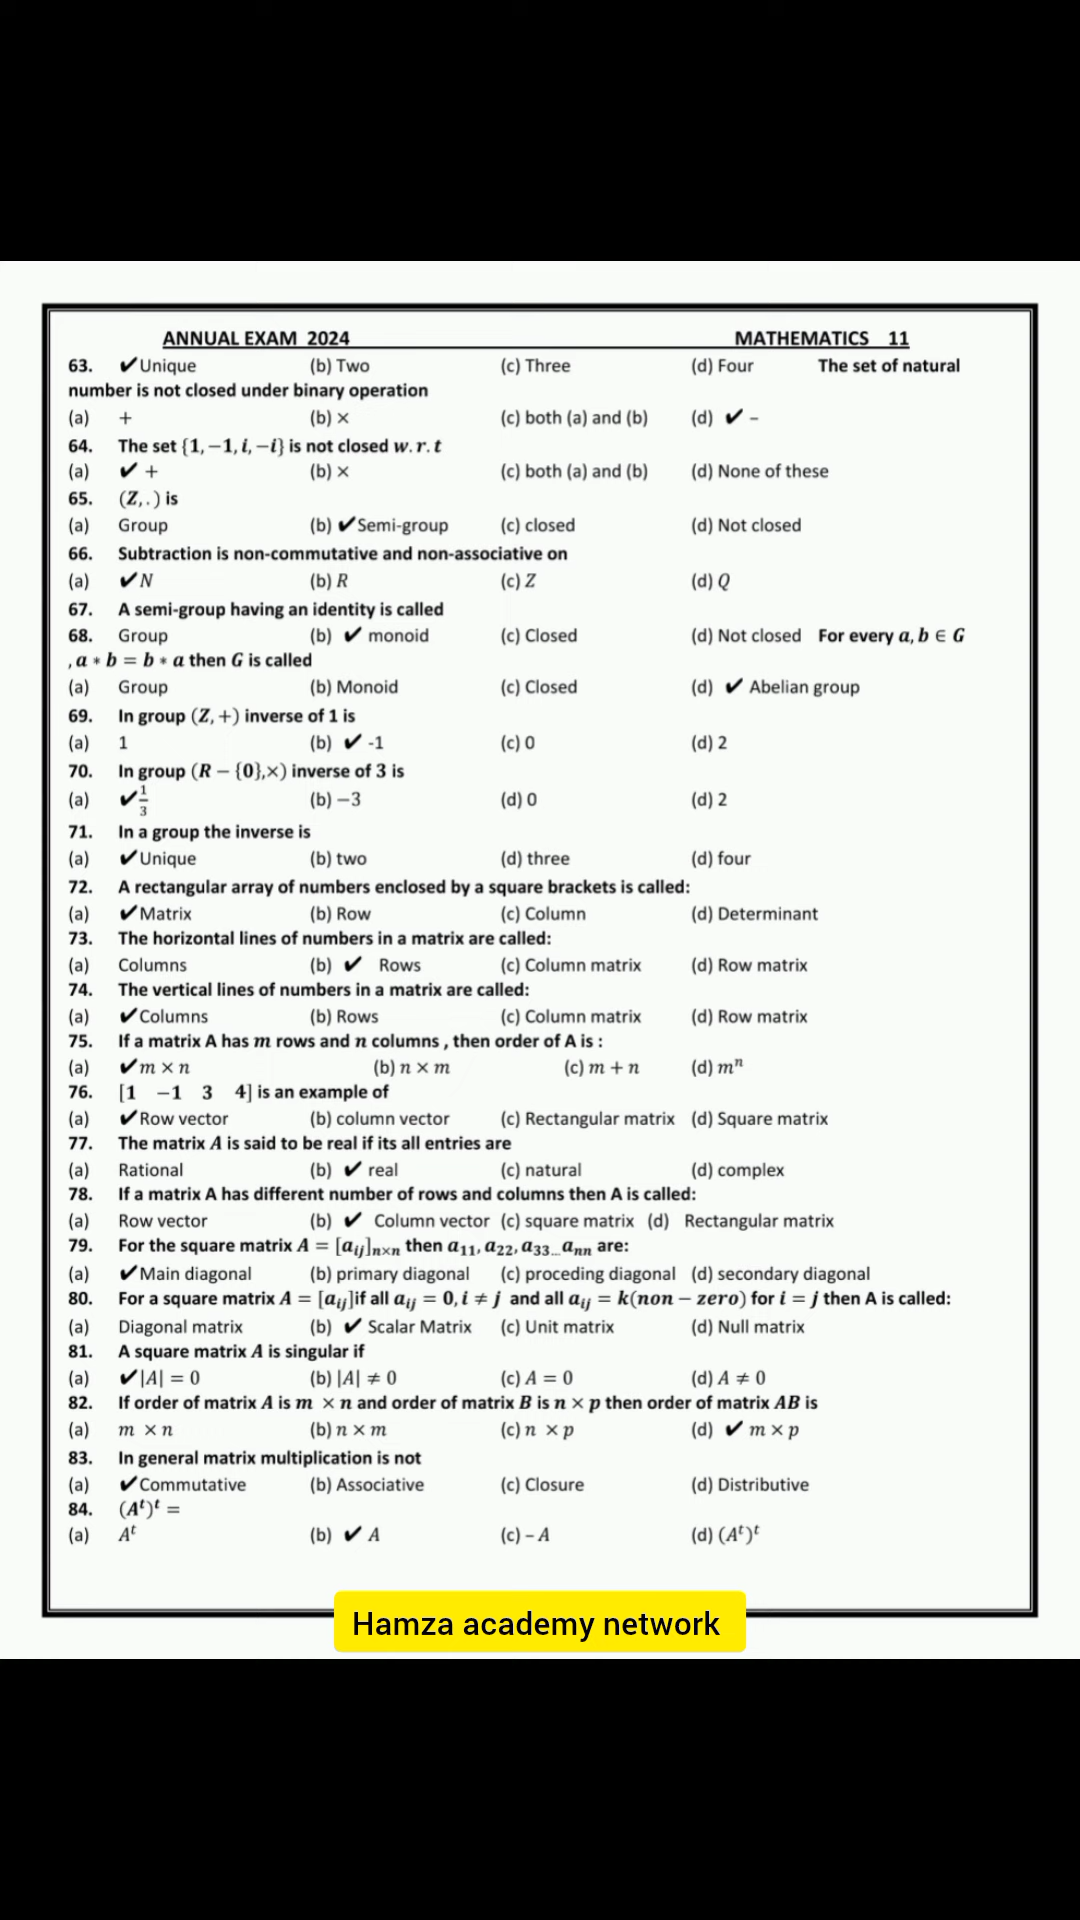 ANNUAL EXAM 2024 MATHEMATICS 11
63. ✔Unique (b) Two (c) Three (d) Four The set of natural
number is not closed under binary operation
(a) + (b) × (c) both (a) and (b) (d) ✔ −
64. The set {1, −1, i, −i} is not closed w. r. t
(a) ✔ + (b) × (c) both (a) and (b) (d) None of these
65. (Z, . ) is
(a) Group (b) ✔Semi-group (c) closed (d) Not closed
66. Subtraction is non-commutative and non-associative on
(a) ✔N (b) R (c) Z (d) Q
67. A semi-group having an identity is called
68. Group (b) ✔ monoid (c) Closed (d) Not closed For every a, b ∈ G
, a * b = b * a then G is called
(a) Group (b) Monoid (c) Closed (d) ✔ Abelian group
69. In group (Z, +) inverse of 1 is
(a) 1 (b) ✔ -1 (c) 0 (d) 2
70. In group (R − {0},×) inverse of 3 is
(a) ✔1/3 (b) −3 (d) 0 (d) 2
71. In a group the inverse is
(a) ✔Unique (b) two (d) three (d) four
72. A rectangular array of numbers enclosed by a square brackets is called:
(a) ✔Matrix (b) Row (c) Column (d) Determinant
73. The horizontal lines of numbers in a matrix are called:
(a) Columns (b) ✔ Rows (c) Column matrix (d) Row matrix
74. The vertical lines of numbers in a matrix are called:
(a) ✔Columns (b) Rows (c) Column matrix (d) Row matrix
75. If a matrix A has m rows and n columns , then order of A is :
(a) ✔m × n (b) n × m (c) m + n (d) mⁿ
76. [1 −1 3 4] is an example of
(a) ✔Row vector (b) column vector (c) Rectangular matrix (d) Square matrix
77. The matrix A is said to be real if its all entries are
(a) Rational (b) ✔ real (c) natural (d) complex
78. If a matrix A has different number of rows and columns then A is called:
(a) Row vector (b) ✔ Column vector (c) square matrix (d) Rectangular matrix
79. For the square matrix A = [aᵢⱼ]ₙₓₙ then a₁₁, a₂₂, a₃₃... aₙₙ are:
(a) ✔Main diagonal (b) primary diagonal (c) proceding diagonal (d) secondary diagonal
80. For a square matrix A = [aᵢⱼ]if all aᵢⱼ = 0, i ≠ j and all aᵢⱼ = k(non − zero) for i = j then A is called:
(a) Diagonal matrix (b) ✔ Scalar Matrix (c) Unit matrix (d) Null matrix
81. A square matrix A is singular if
(a) ✔|A| = 0 (b) |A| ≠ 0 (c) A = 0 (d) A ≠ 0
82. If order of matrix A is m × n and order of matrix B is n × p then order of matrix AB is
(a) m × n (b) n × m (c) n × p (d) ✔ m × p
83. In general matrix multiplication is not
(a) ✔Commutative (b) Associative (c) Closure (d) Distributive
84. (Aᵗ)ᵗ =
(a) Aᵗ (b) ✔ A (c) – A (d) (Aᵗ)ᵗ
Hamza academy network